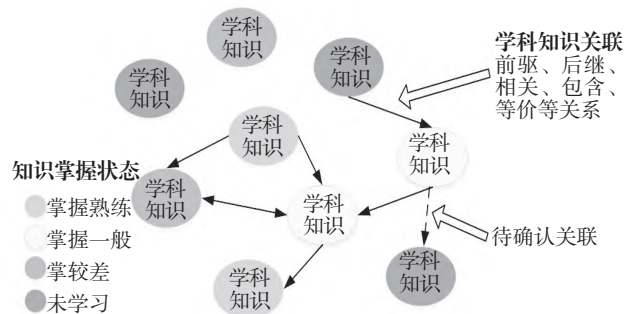 学科
知识
学科
知识
学科
知识
学科知识关联
前驱、后继、
相关、包含、
等价等关系
学科
知识
学科
知识
知识掌握状态
学科
知识
学科
知识
掌握熟练
掌握一般
掌较差
未学习
待确认关联
学科
知识
学科
知识